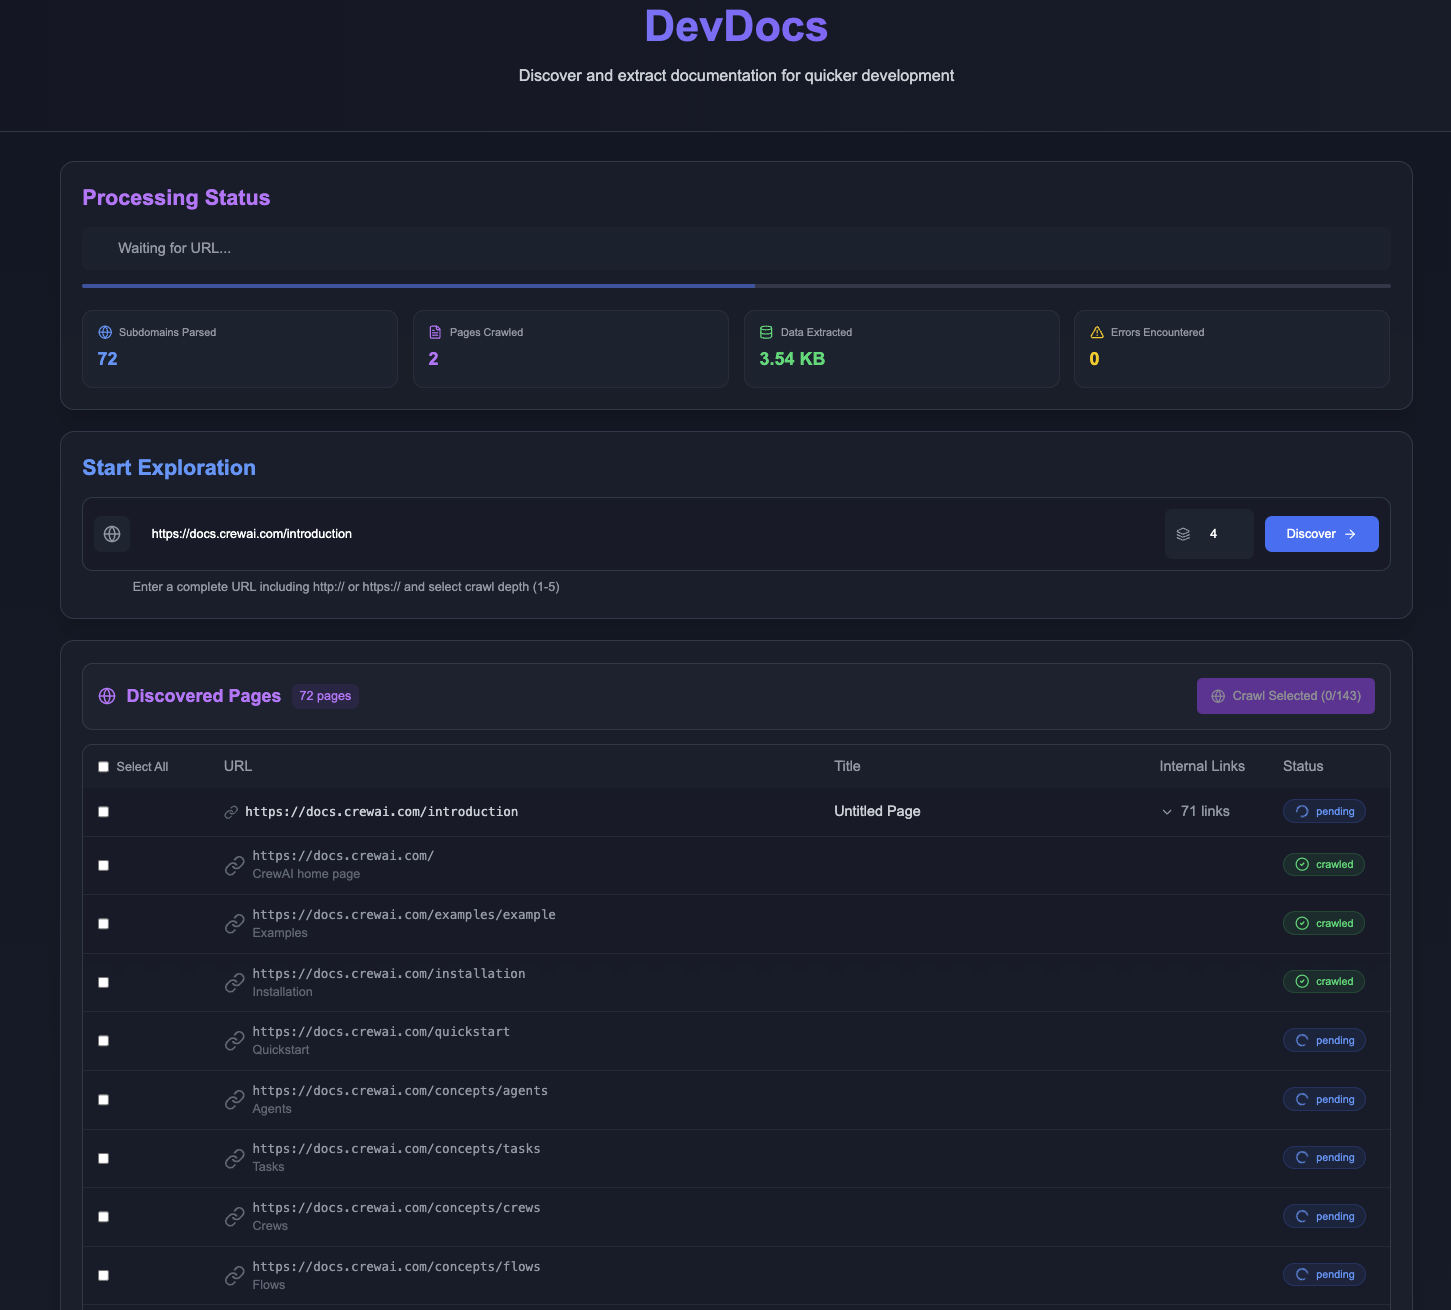 DevDocs
Discover and extract documentation for quicker development
Processing Status
Waiting for URL...
Subdomains Parsed
72
Pages Crawled
2
Data Extracted
3.54 KB
Errors Encountered
0
Start Exploration
https://docs.crewai.com/introduction
4
Discover
Enter a complete URL including http:// or https:// and select crawl depth (1-5)
Discovered Pages 72 pages
Crawl Selected (0/143)
Select All URL Title Internal Links Status
https://docs.crewai.com/introduction Untitled Page 71 links pending
https://docs.crewai.com/
CrewAI home page
crawled
https://docs.crewai.com/examples/example
Examples
crawled
https://docs.crewai.com/installation
Installation
crawled
https://docs.crewai.com/quickstart
Quickstart
pending
https://docs.crewai.com/concepts/agents
Agents
pending
https://docs.crewai.com/concepts/tasks
Tasks
pending
https://docs.crewai.com/concepts/crews
Crews
pending
https://docs.crewai.com/concepts/flows
Flows
pending